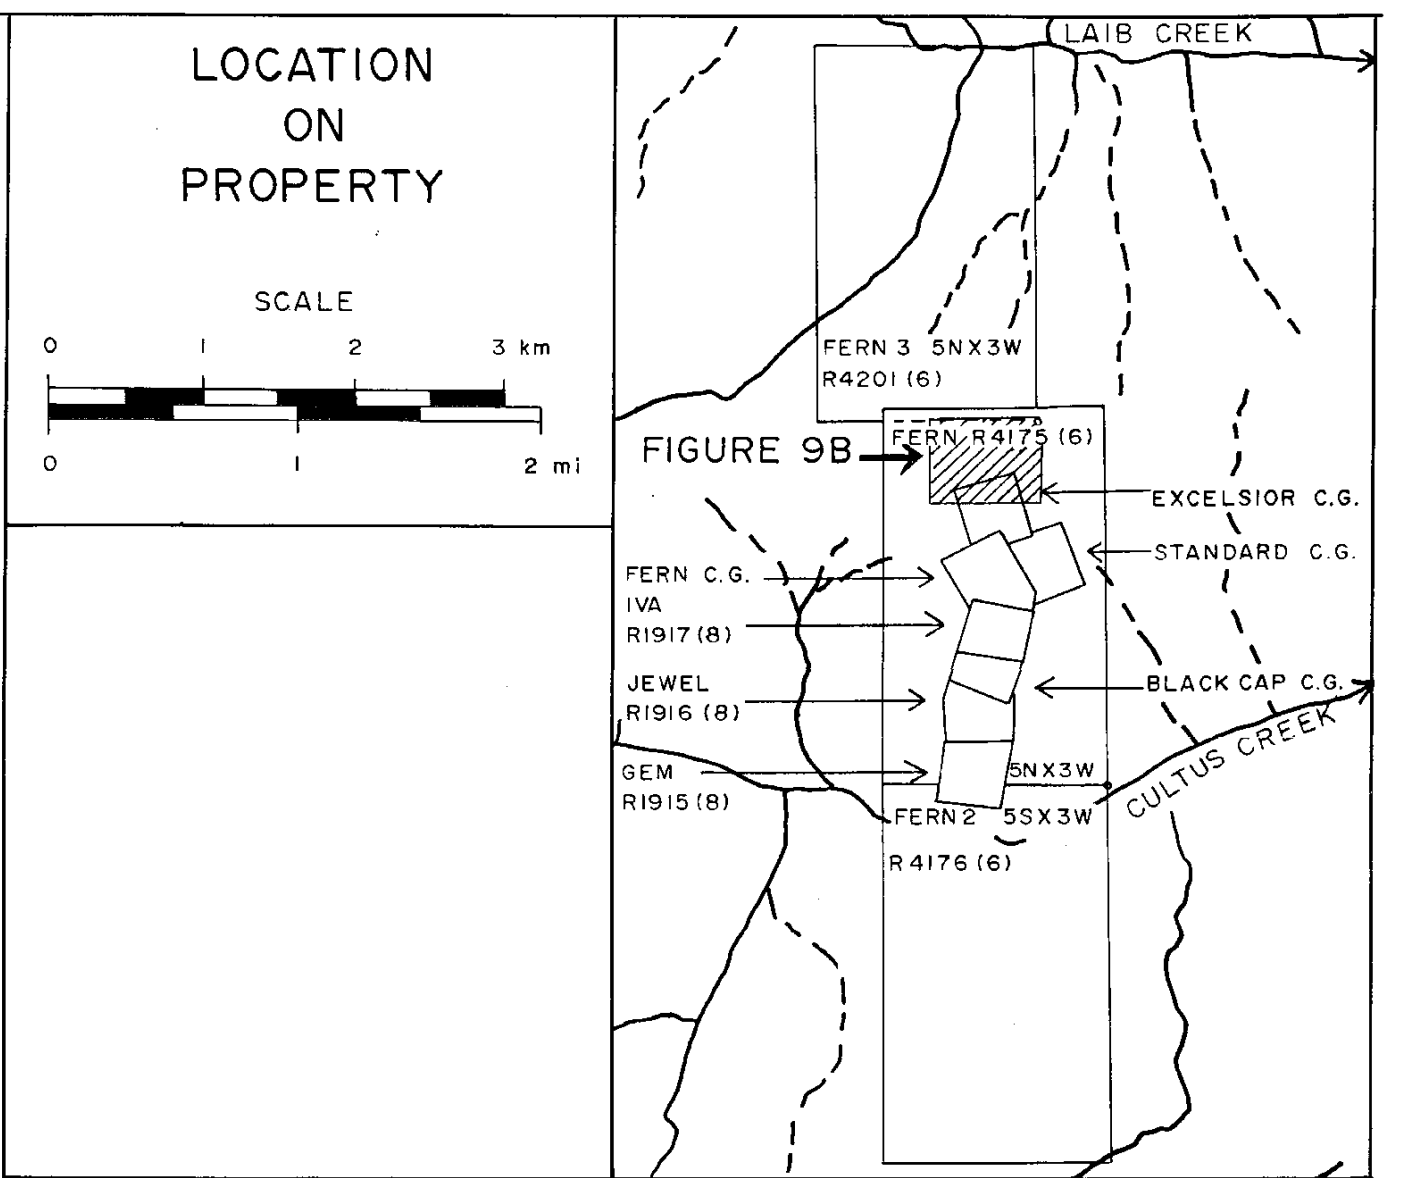 LOCATION
ON
PROPERTY
SCALE
0 1 2 3 km
0 1 2 mi
LAIB CREEK
FERN 3 5NX3W
R4201 (6)
FERN R4175 (6)
FIGURE 9B
EXCELSIOR C.G.
STANDARD C.G.
FERN C.G.
IVA
R1917 (8)
JEWEL
R1916 (8)
BLACK CAP C.G.
CULTUS CREEK
GEM
R1915 (8)
5NX3W
FERN 2 5SX3W
R4176 (6)